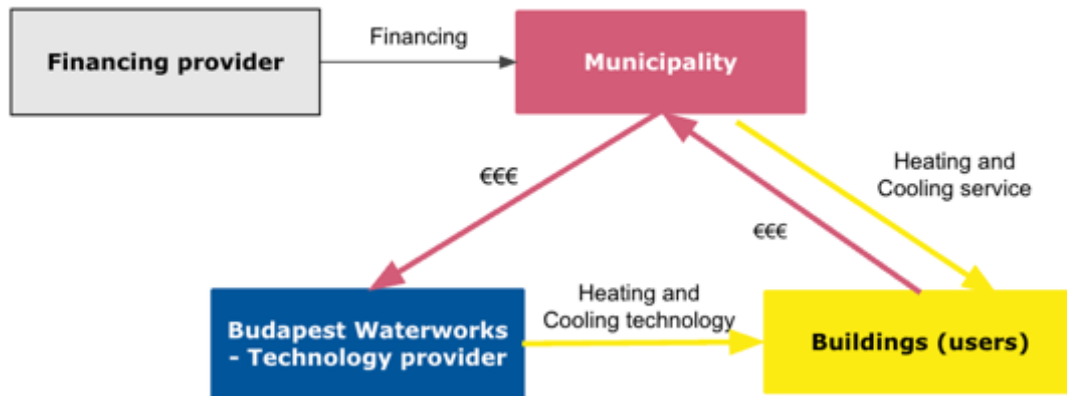 Financing provider
Financing
Municipality
€€€
€€€
Heating and
Cooling service
Budapest Waterworks
- Technology provider
Heating and
Cooling technology
Buildings (users)